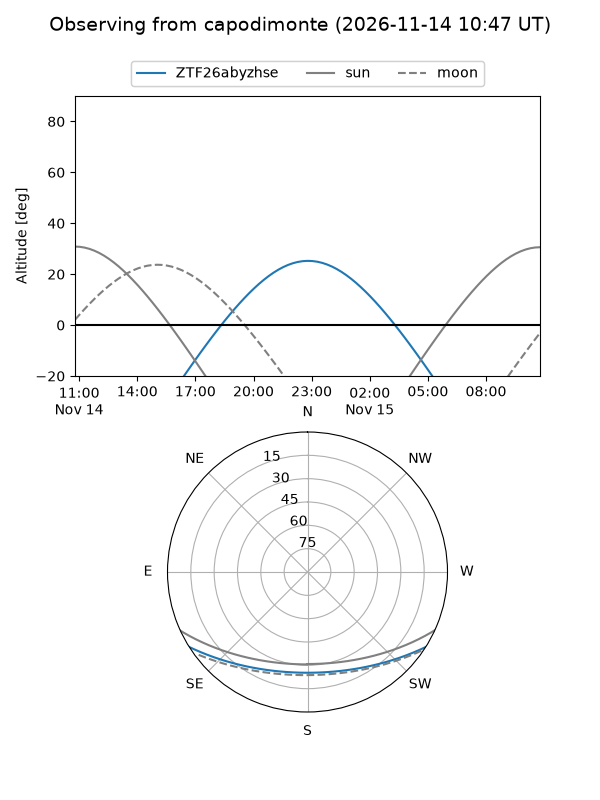 Observing from capodimonte (2026-11-14 10:47 UT)
ZTF26abyzhse sun moon
Altitude [deg]
80
60
40
20
0
−20
11:00 14:00 17:00 20:00 23:00 02:00 05:00 08:00
Nov 14 Nov 15
N
NE NW
15
30
45
60
75
E W
SE SW
S